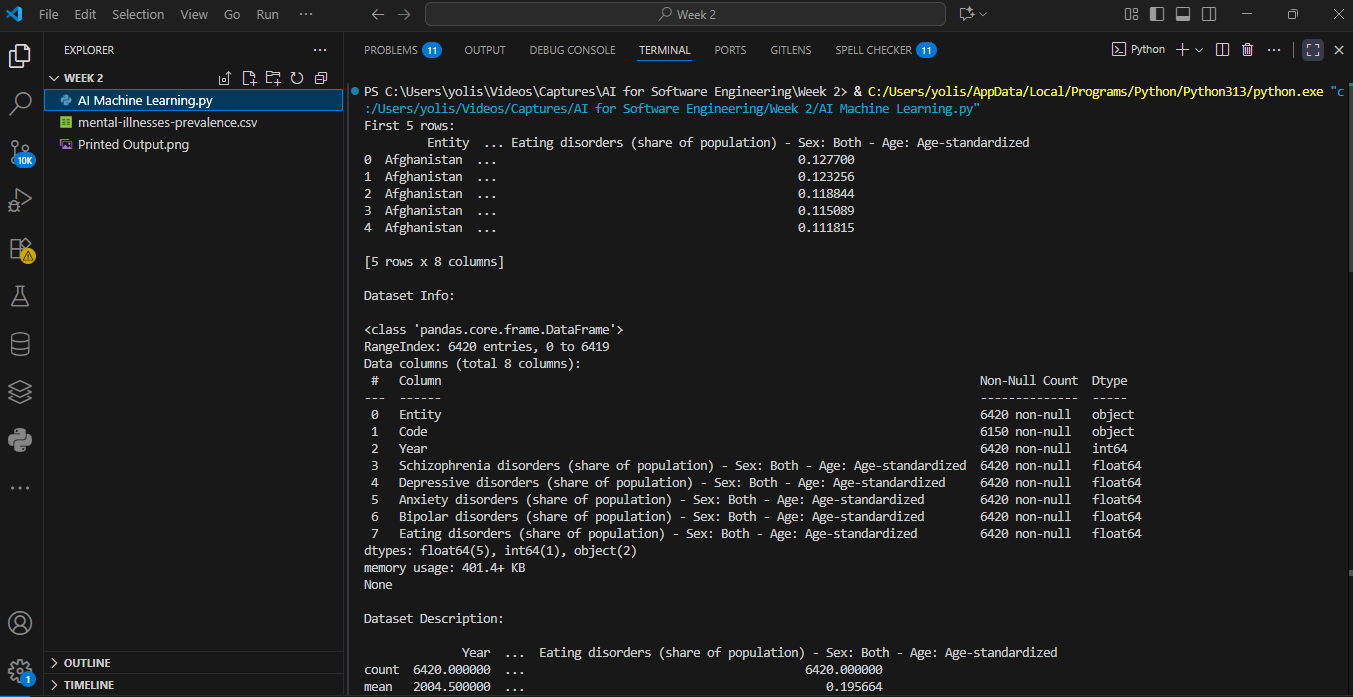 File Edit Selection View Go Run ··· Week 2
EXPLORER ···
WEEK 2
AI Machine Learning.py
mental-illnesses-prevalence.csv
Printed Output.png
10K
OUTLINE
TIMELINE
1
PROBLEMS 11 OUTPUT DEBUG CONSOLE TERMINAL PORTS GITLENS SPELL CHECKER 11 Python ···
PS C:\Users\yolis\Videos\Captures\AI for Software Engineering\Week 2> & C:/Users/yolis/AppData/Local/Programs/Python/Python313/python.exe "c
:/Users/yolis/Videos/Captures/AI for Software Engineering/Week 2/AI Machine Learning.py"
First 5 rows:
Entity ... Eating disorders (share of population) - Sex: Both - Age: Age-standardized
0 Afghanistan ... 0.127700
1 Afghanistan ... 0.123256
2 Afghanistan ... 0.118844
3 Afghanistan ... 0.115089
4 Afghanistan ... 0.111815
[5 rows x 8 columns]
Dataset Info:
<class 'pandas.core.frame.DataFrame'>
RangeIndex: 6420 entries, 0 to 6419
Data columns (total 8 columns):
# Column Non-Null Count Dtype
--- ------ -------------- -----
0 Entity 6420 non-null object
1 Code 6150 non-null object
2 Year 6420 non-null int64
3 Schizophrenia disorders (share of population) - Sex: Both - Age: Age-standardized 6420 non-null float64
4 Depressive disorders (share of population) - Sex: Both - Age: Age-standardized 6420 non-null float64
5 Anxiety disorders (share of population) - Sex: Both - Age: Age-standardized 6420 non-null float64
6 Bipolar disorders (share of population) - Sex: Both - Age: Age-standardized 6420 non-null float64
7 Eating disorders (share of population) - Sex: Both - Age: Age-standardized 6420 non-null float64
dtypes: float64(5), int64(1), object(2)
memory usage: 401.4+ KB
None
Dataset Description:
Year ... Eating disorders (share of population) - Sex: Both - Age: Age-standardized
count 6420.000000 ... 6420.000000
mean 2004.500000 ... 0.195664